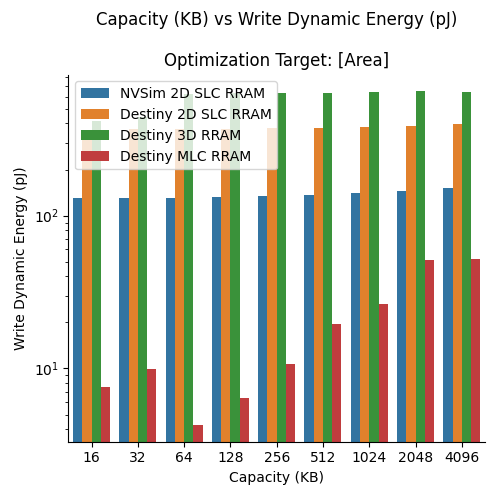 Capacity (KB) vs Write Dynamic Energy (pJ)
Optimization Target: [Area]
NVSim 2D SLC RRAM
Destiny 2D SLC RRAM
Destiny 3D RRAM
Destiny MLC RRAM
Write Dynamic Energy (pJ)
10²
10¹
16 32 64 128 256 512 1024 2048 4096
Capacity (KB)